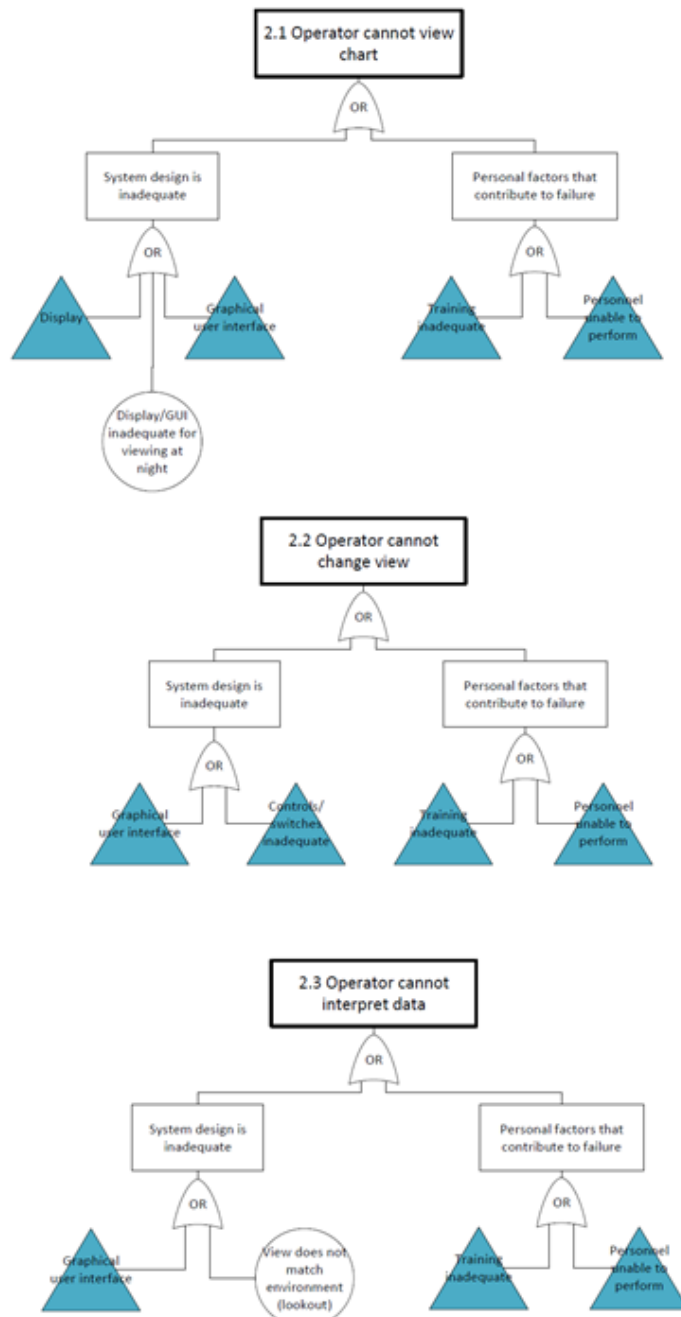 2.1 Operator cannot view
chart
OR
System design is
inadequate
Personal factors that
contribute to failure
OR
OR
Display
Graphical
user interface
Training
inadequate
Personnel
unable to
perform
Display/GUI
inadequate for
viewing at
night
2.2 Operator cannot
change view
OR
System design is
inadequate
Personal factors that
contribute to failure
OR
OR
Graphical
user interface
Controls/
switches
inadequate
Training
inadequate
Personnel
unable to
perform
2.3 Operator cannot
interpret data
OR
System design is
inadequate
Personal factors that
contribute to failure
OR
OR
Graphical
user interface
View does not
match
environment
(lookout)
Training
inadequate
Personnel
unable to
perform